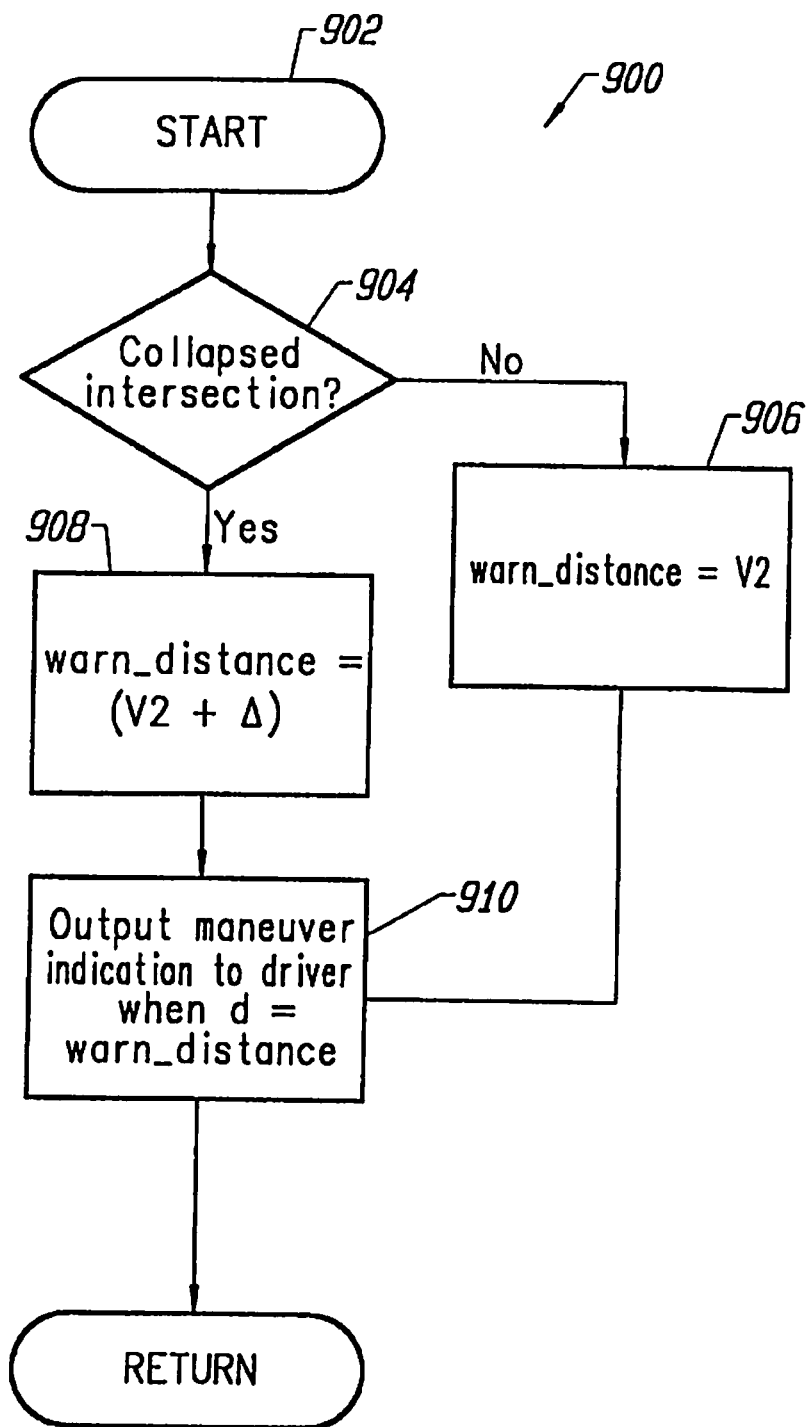 902
900
START
904
Collapsed
intersection?
No
906
warn_distance = V2
908
Yes
warn_distance =
(V2 + Δ)
910
Output maneuver
indication to driver
when d =
warn_distance
RETURN